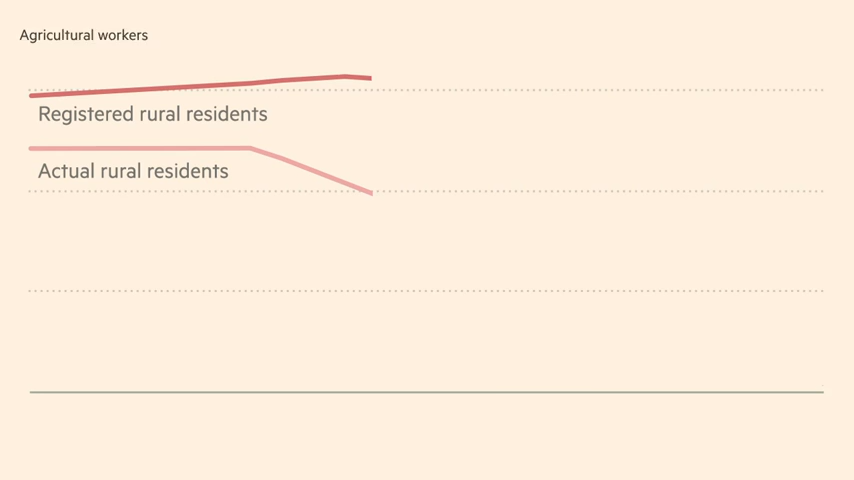 Agricultural workers
Registered rural residents
Actual rural residents